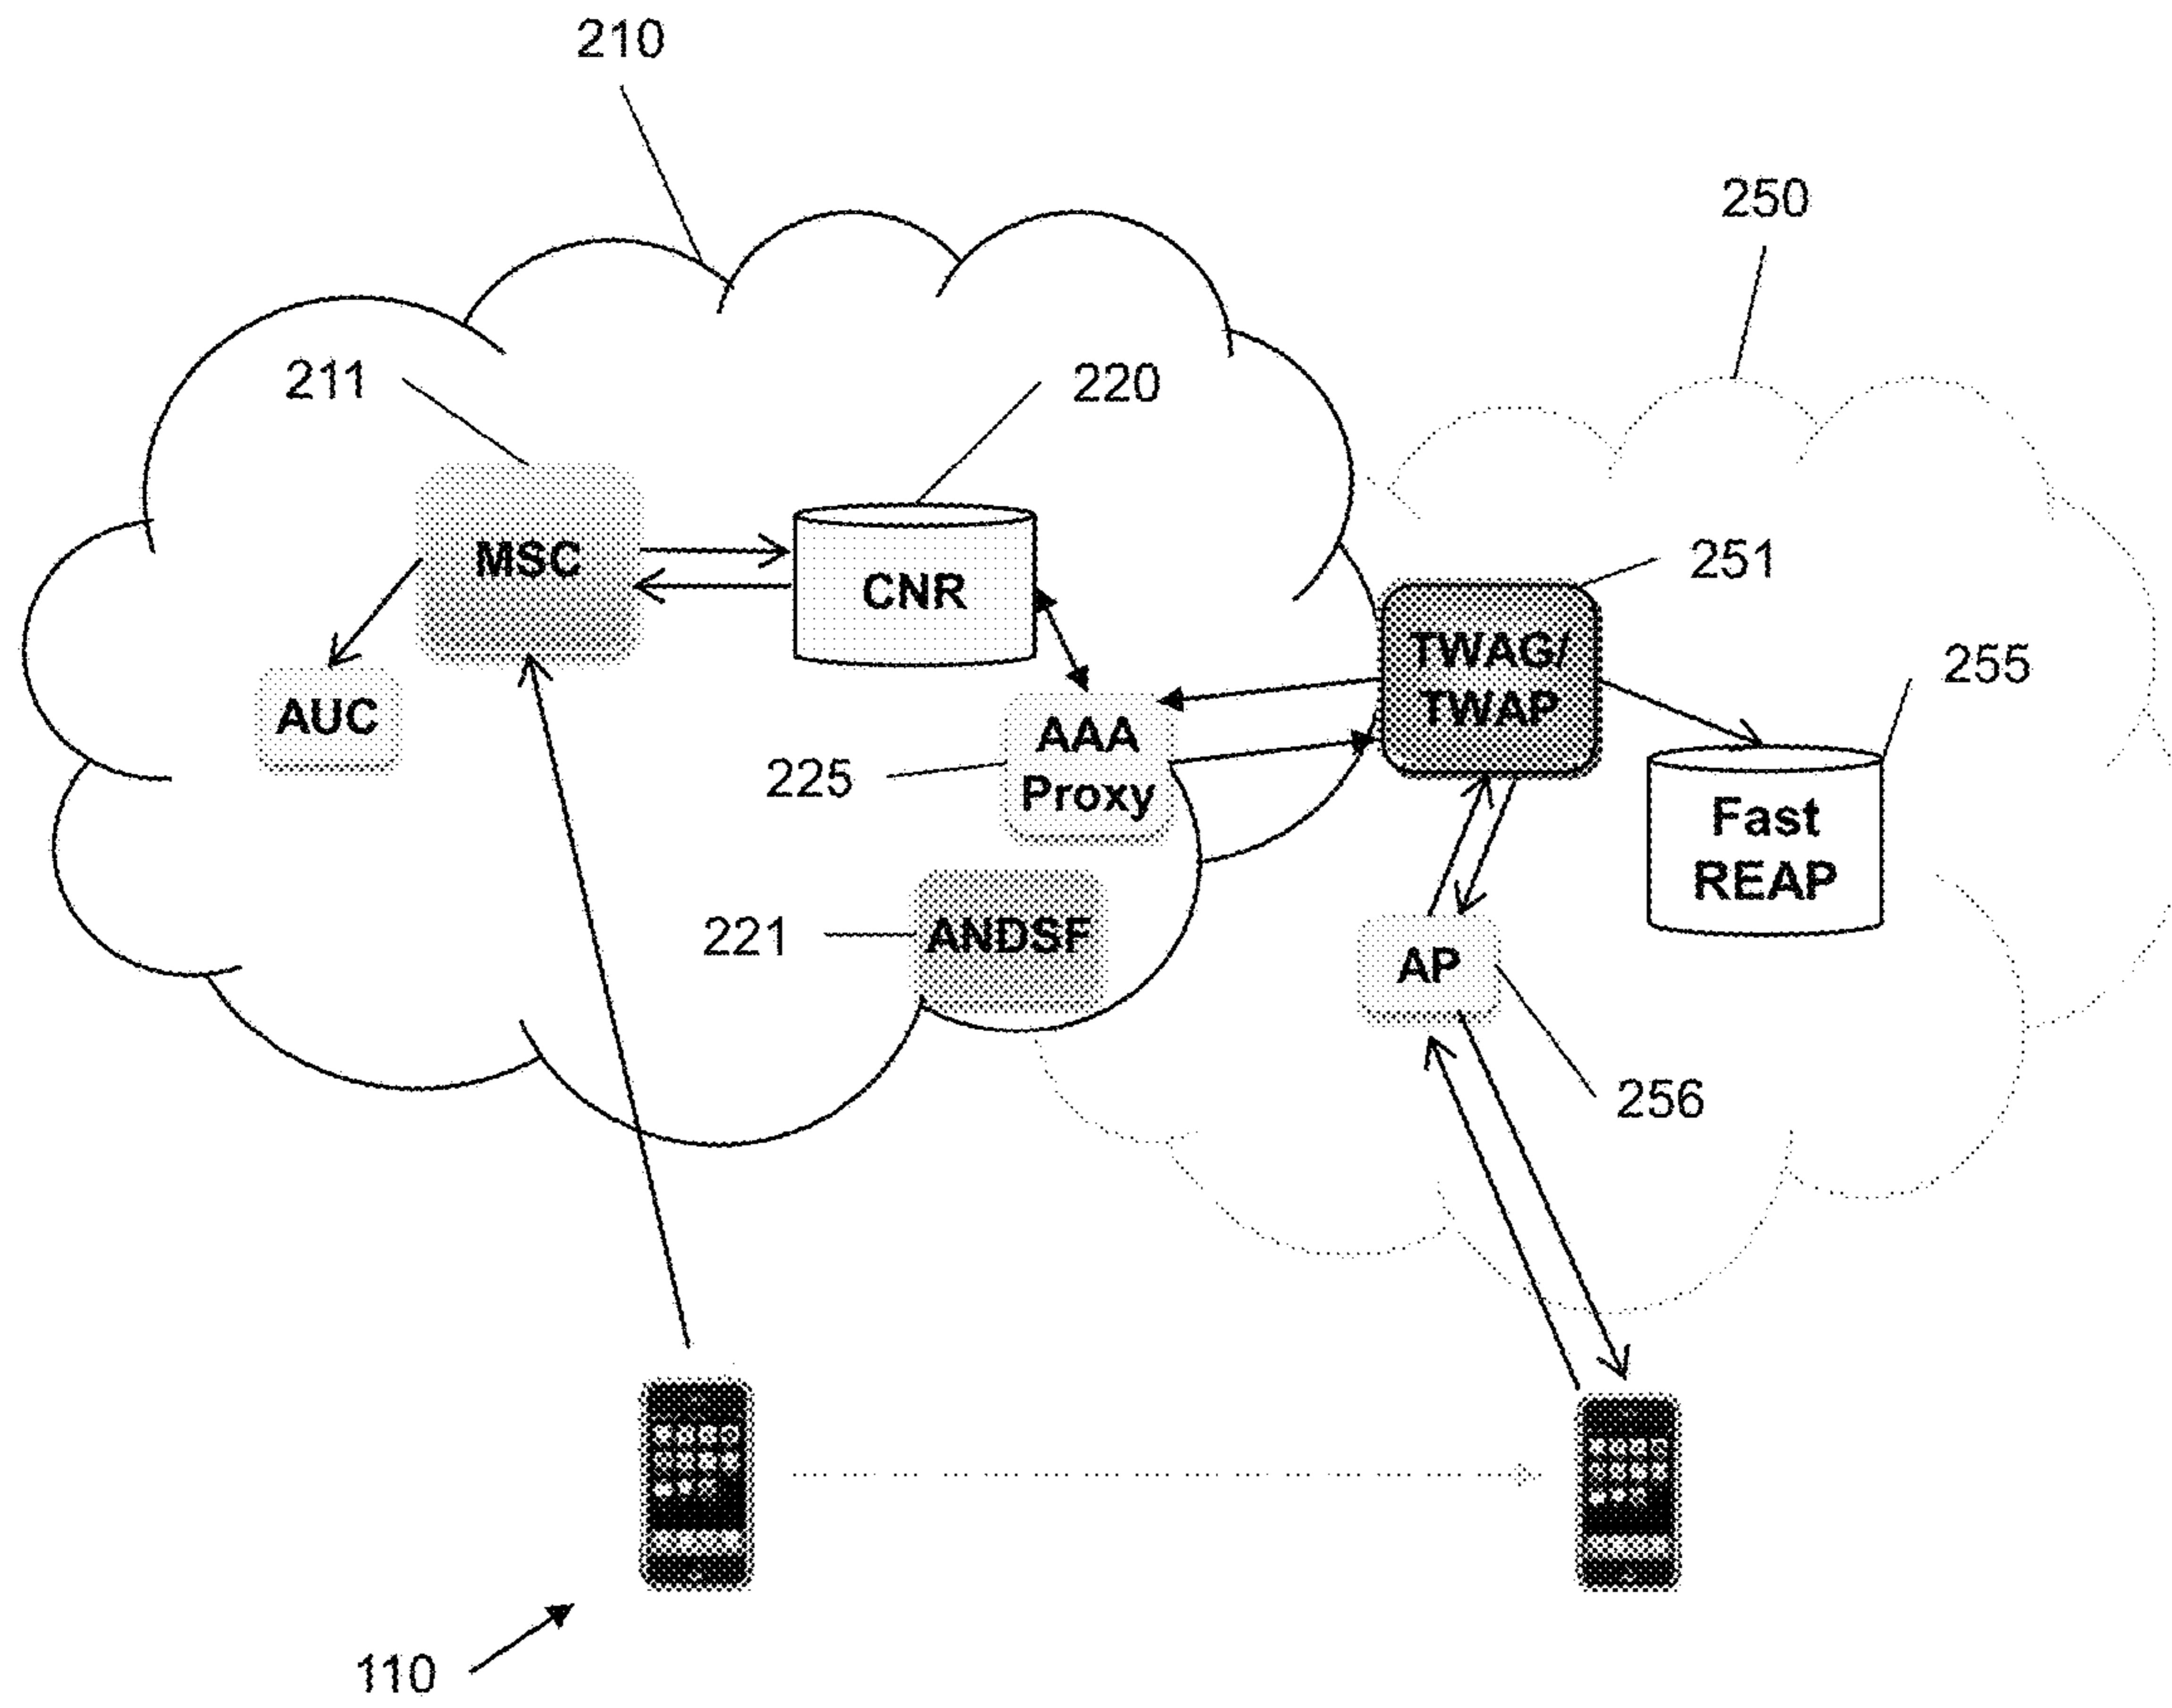 210
250
211
220
MSC
CNR
251
TWAG/
TWAP
255
AUC
AAA
Proxy
225
Fast
REAP
221
ANDSF
AP
256
110